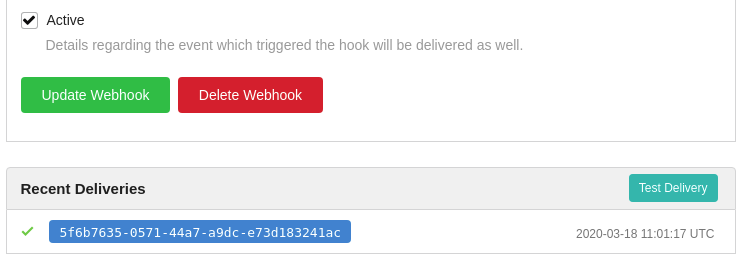 Active
Details regarding the event which triggered the hook will be delivered as well.
Update Webhook Delete Webhook
Recent Deliveries Test Delivery
5f6b7635-0571-44a7-a9dc-e73d183241ac 2020-03-18 11:01:17 UTC